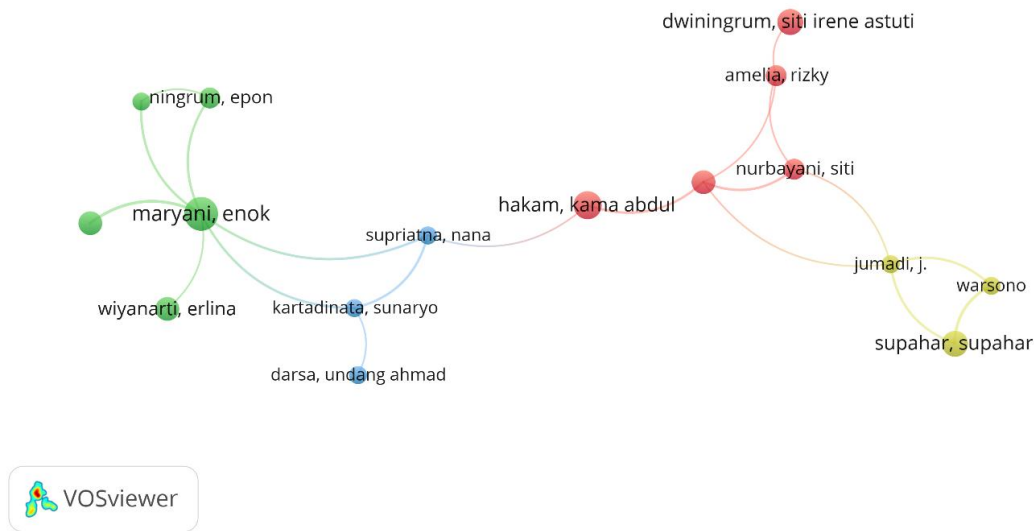 dwiningrum, siti irene astuti
amelia, rizky
ningrum, epon
nurbayani, siti
hakam, kama abdul
maryani, enok
supriatna, nana
jumadi, j.
warsono
wiyanarti, erlina
kartadinata, sunaryo
supahar, supahar
darsa, undang ahmad
VOSviewer